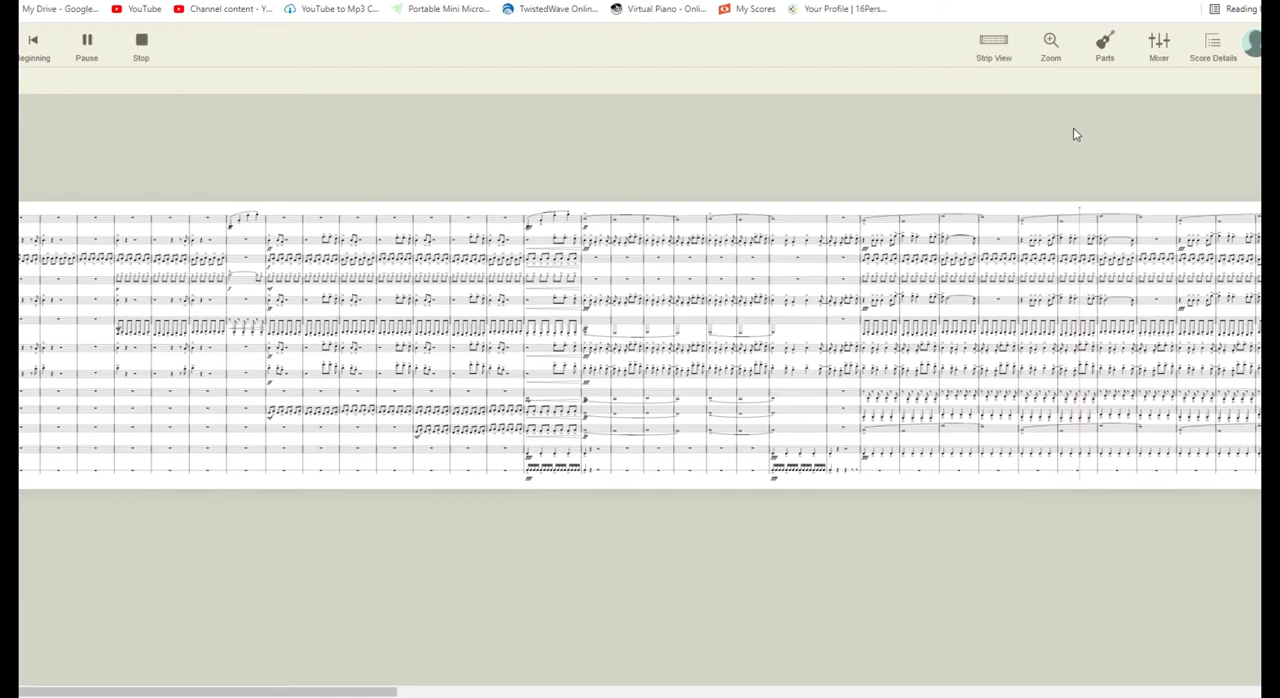 My Drive - Google... YouTube Channel content - Y... YouTube to Mp3 C... Portable Mini Micro... TwistedWave Onlin... Virtual Piano - Onli... My Scores Your Profile | 16Pers... Reading
eginning Pause Stop Strip View Zoom Parts Mixer Score Details